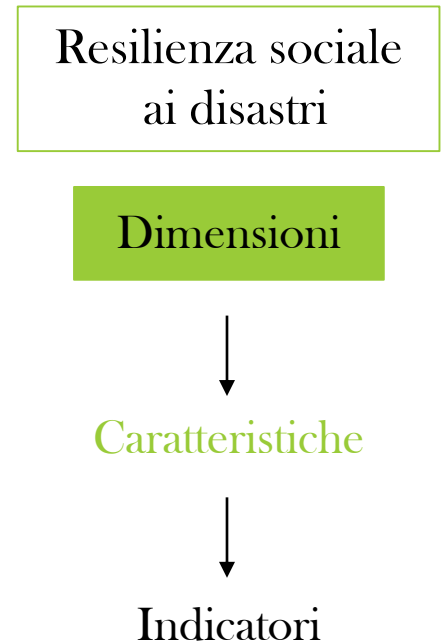 Resilienza sociale
ai disastri
Dimensioni
Caratteristiche
Indicatori